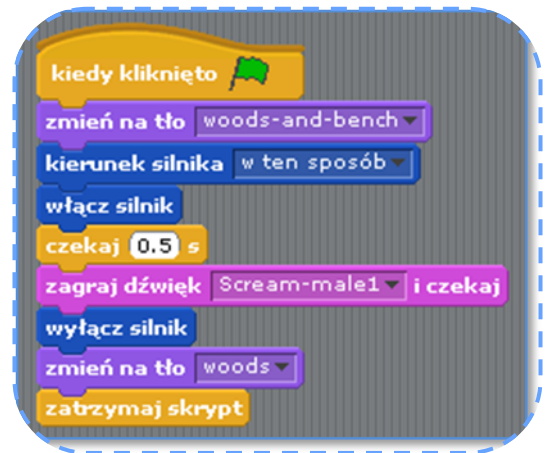 kiedy kliknięto
zmień na tło woods-and-bench
kierunek silnika w ten sposób
włącz silnik
czekaj 0.5 s
zagraj dźwięk Scream-male1 i czekaj
wyłącz silnik
zmień na tło woods
zatrzymaj skrypt